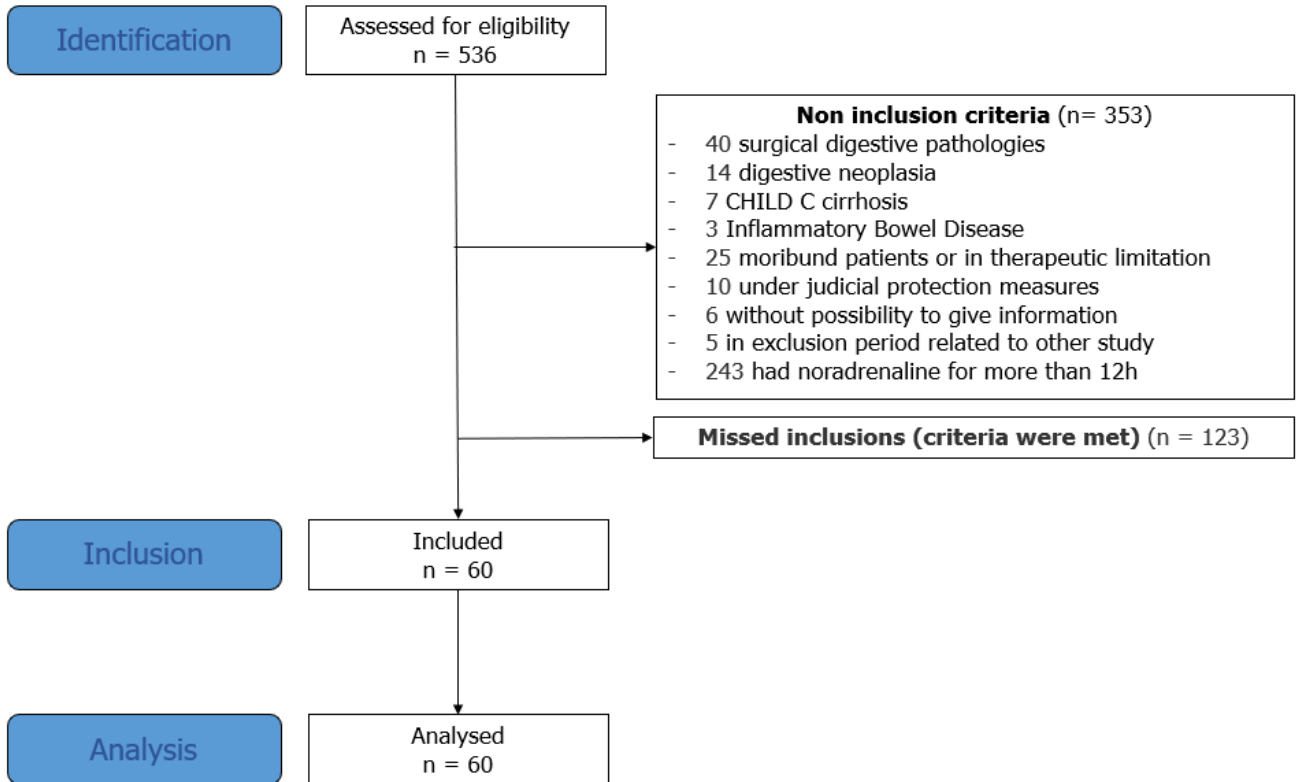 Identification
Assessed for eligibility
n = 536
Non inclusion criteria (n= 353)
- 40 surgical digestive pathologies
- 14 digestive neoplasia
- 7 CHILD C cirrhosis
- 3 Inflammatory Bowel Disease
- 25 moribund patients or in therapeutic limitation
- 10 under judicial protection measures
- 6 without possibility to give information
- 5 in exclusion period related to other study
- 243 had noradrenaline for more than 12h
Missed inclusions (criteria were met) (n = 123)
Inclusion
Included
n = 60
Analysis
Analysed
n = 60